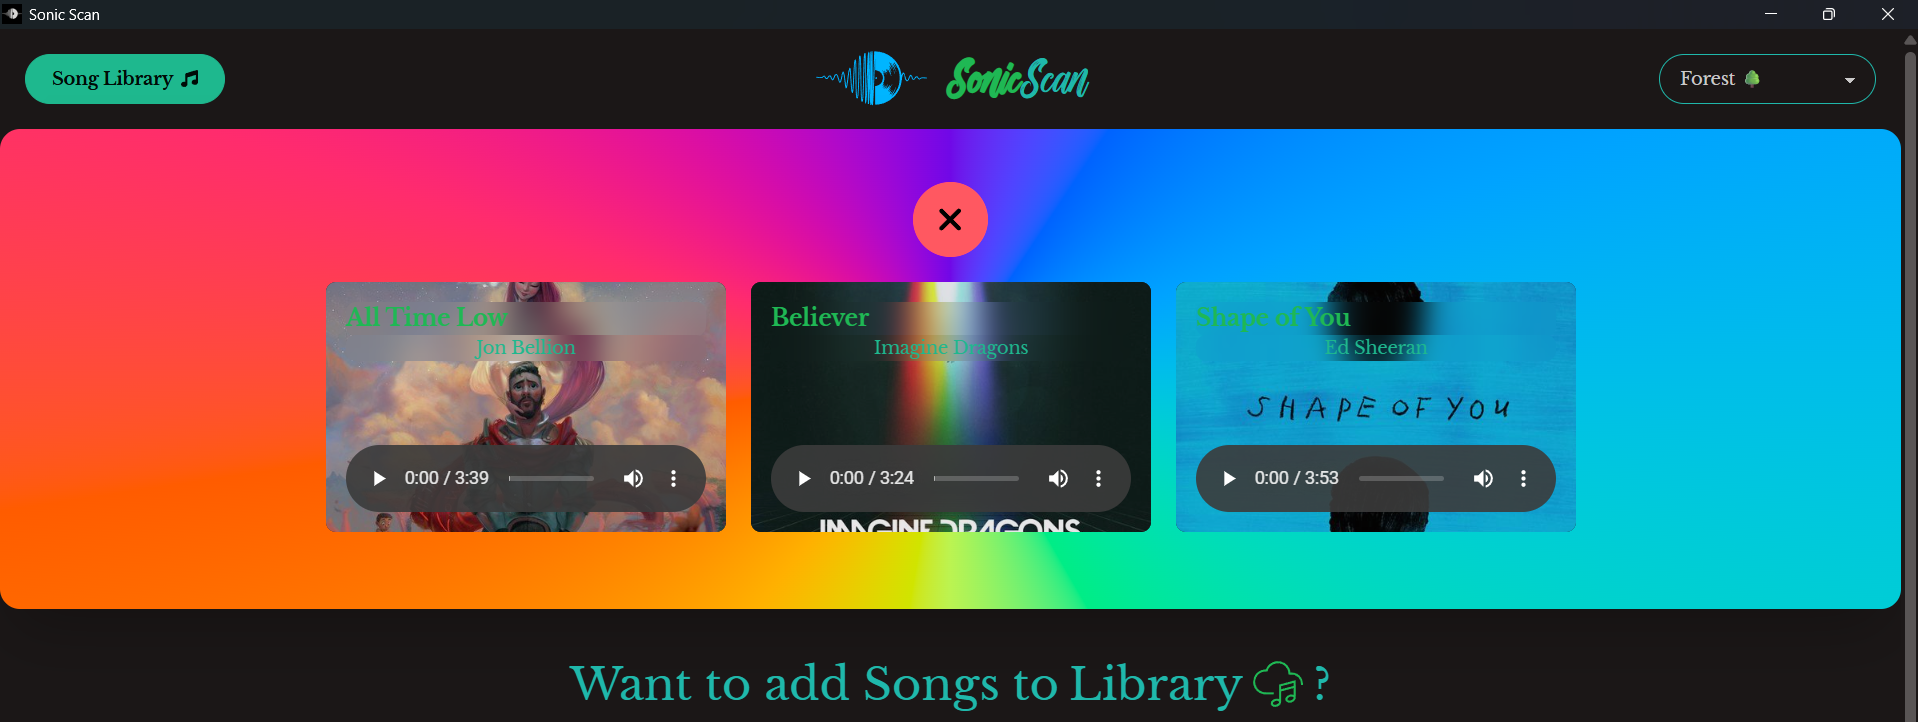 Sonic Scan
Song Library
SonicScan
Forest
All Time Low
Jon Bellion
0:00 / 3:39
Believer
Imagine Dragons
0:00 / 3:24
IMAGINE DRAGONS
Shape of You
Ed Sheeran
SHAPE OF YOU
0:00 / 3:53
Want to add Songs to Library ?